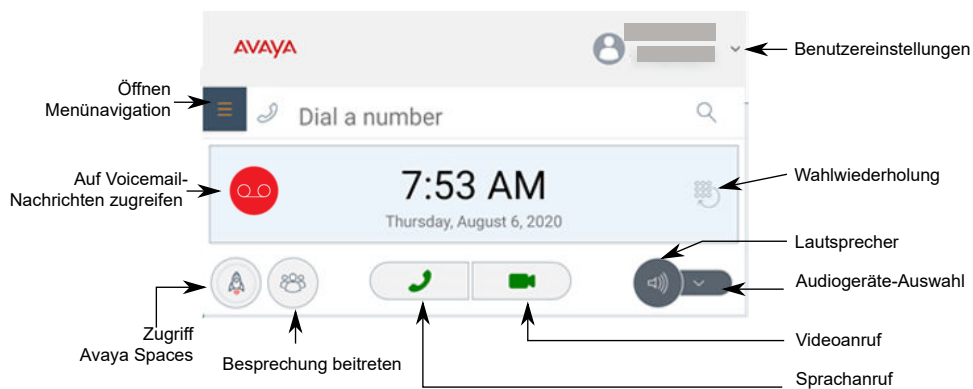 AVAYA
Benutzereinstellungen
Öffnen
Menünavigation
Dial a number
Auf Voicemail-
Nachrichten zugreifen
7:53 AM
Thursday, August 6, 2020
Wahlwiederholung
Lautsprecher
Audiogeräte-Auswahl
Zugriff
Avaya Spaces
Besprechung beitreten
Videoanruf
Sprachanruf